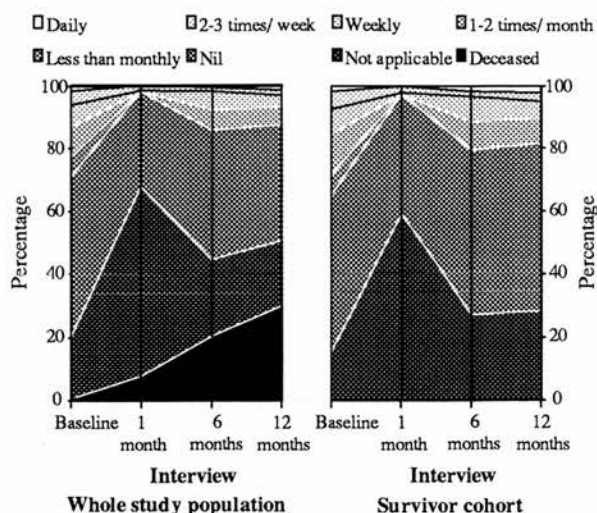 Daily 2-3 times/ week Weekly 1-2 times/ month
Less than monthly Nil Not applicable Deceased
100 100
80 80
60 60
40 40
20 20
0 0
Percentage Percentage
Baseline 1 6 12 Baseline 1 6 12
month months months month months months
Interview Interview
Whole study population Survivor cohort